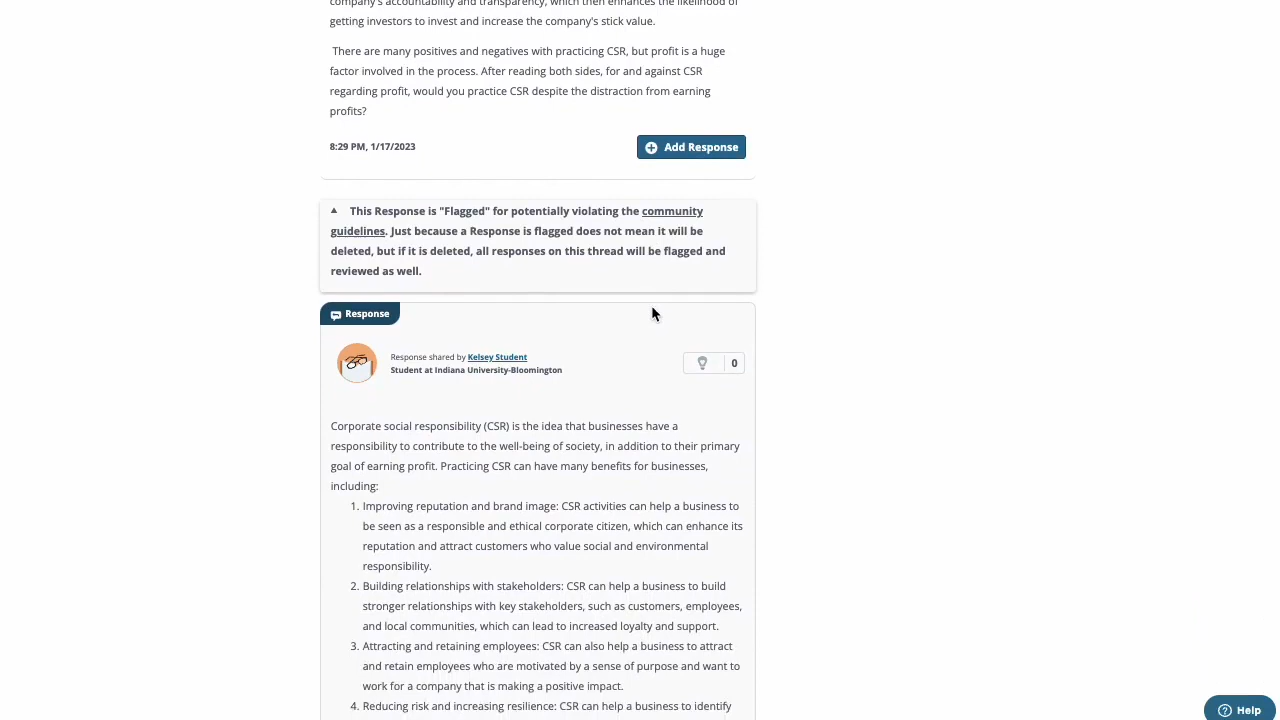 company's accountability and transparency, which then enhances the likelihood of
getting investors to invest and increase the company's stick value.
There are many positives and negatives with practicing CSR, but profit is a huge
factor involved in the process. After reading both sides, for and against CSR
regarding profit, would you practice CSR despite the distraction from earning
profits?
8:29 PM, 1/17/2023
Add Response
This Response is "Flagged" for potentially violating the community
guidelines. Just because a Response is flagged does not mean it will be
deleted, but if it is deleted, all responses on this thread will be flagged and
reviewed as well.
Response
Response shared by Kelsey Student
Student at Indiana University-Bloomington
0
Corporate social responsibility (CSR) is the idea that businesses have a
responsibility to contribute to the well-being of society, in addition to their primary
goal of earning profit. Practicing CSR can have many benefits for businesses,
including:
1. Improving reputation and brand image: CSR activities can help a business to
be seen as a responsible and ethical corporate citizen, which can enhance its
reputation and attract customers who value social and environmental
responsibility.
2. Building relationships with stakeholders: CSR can help a business to build
stronger relationships with key stakeholders, such as customers, employees,
and local communities, which can lead to increased loyalty and support.
3. Attracting and retaining employees: CSR can also help a business to attract
and retain employees who are motivated by a sense of purpose and want to
work for a company that is making a positive impact.
4. Reducing risk and increasing resilience: CSR can help a business to identify
Help